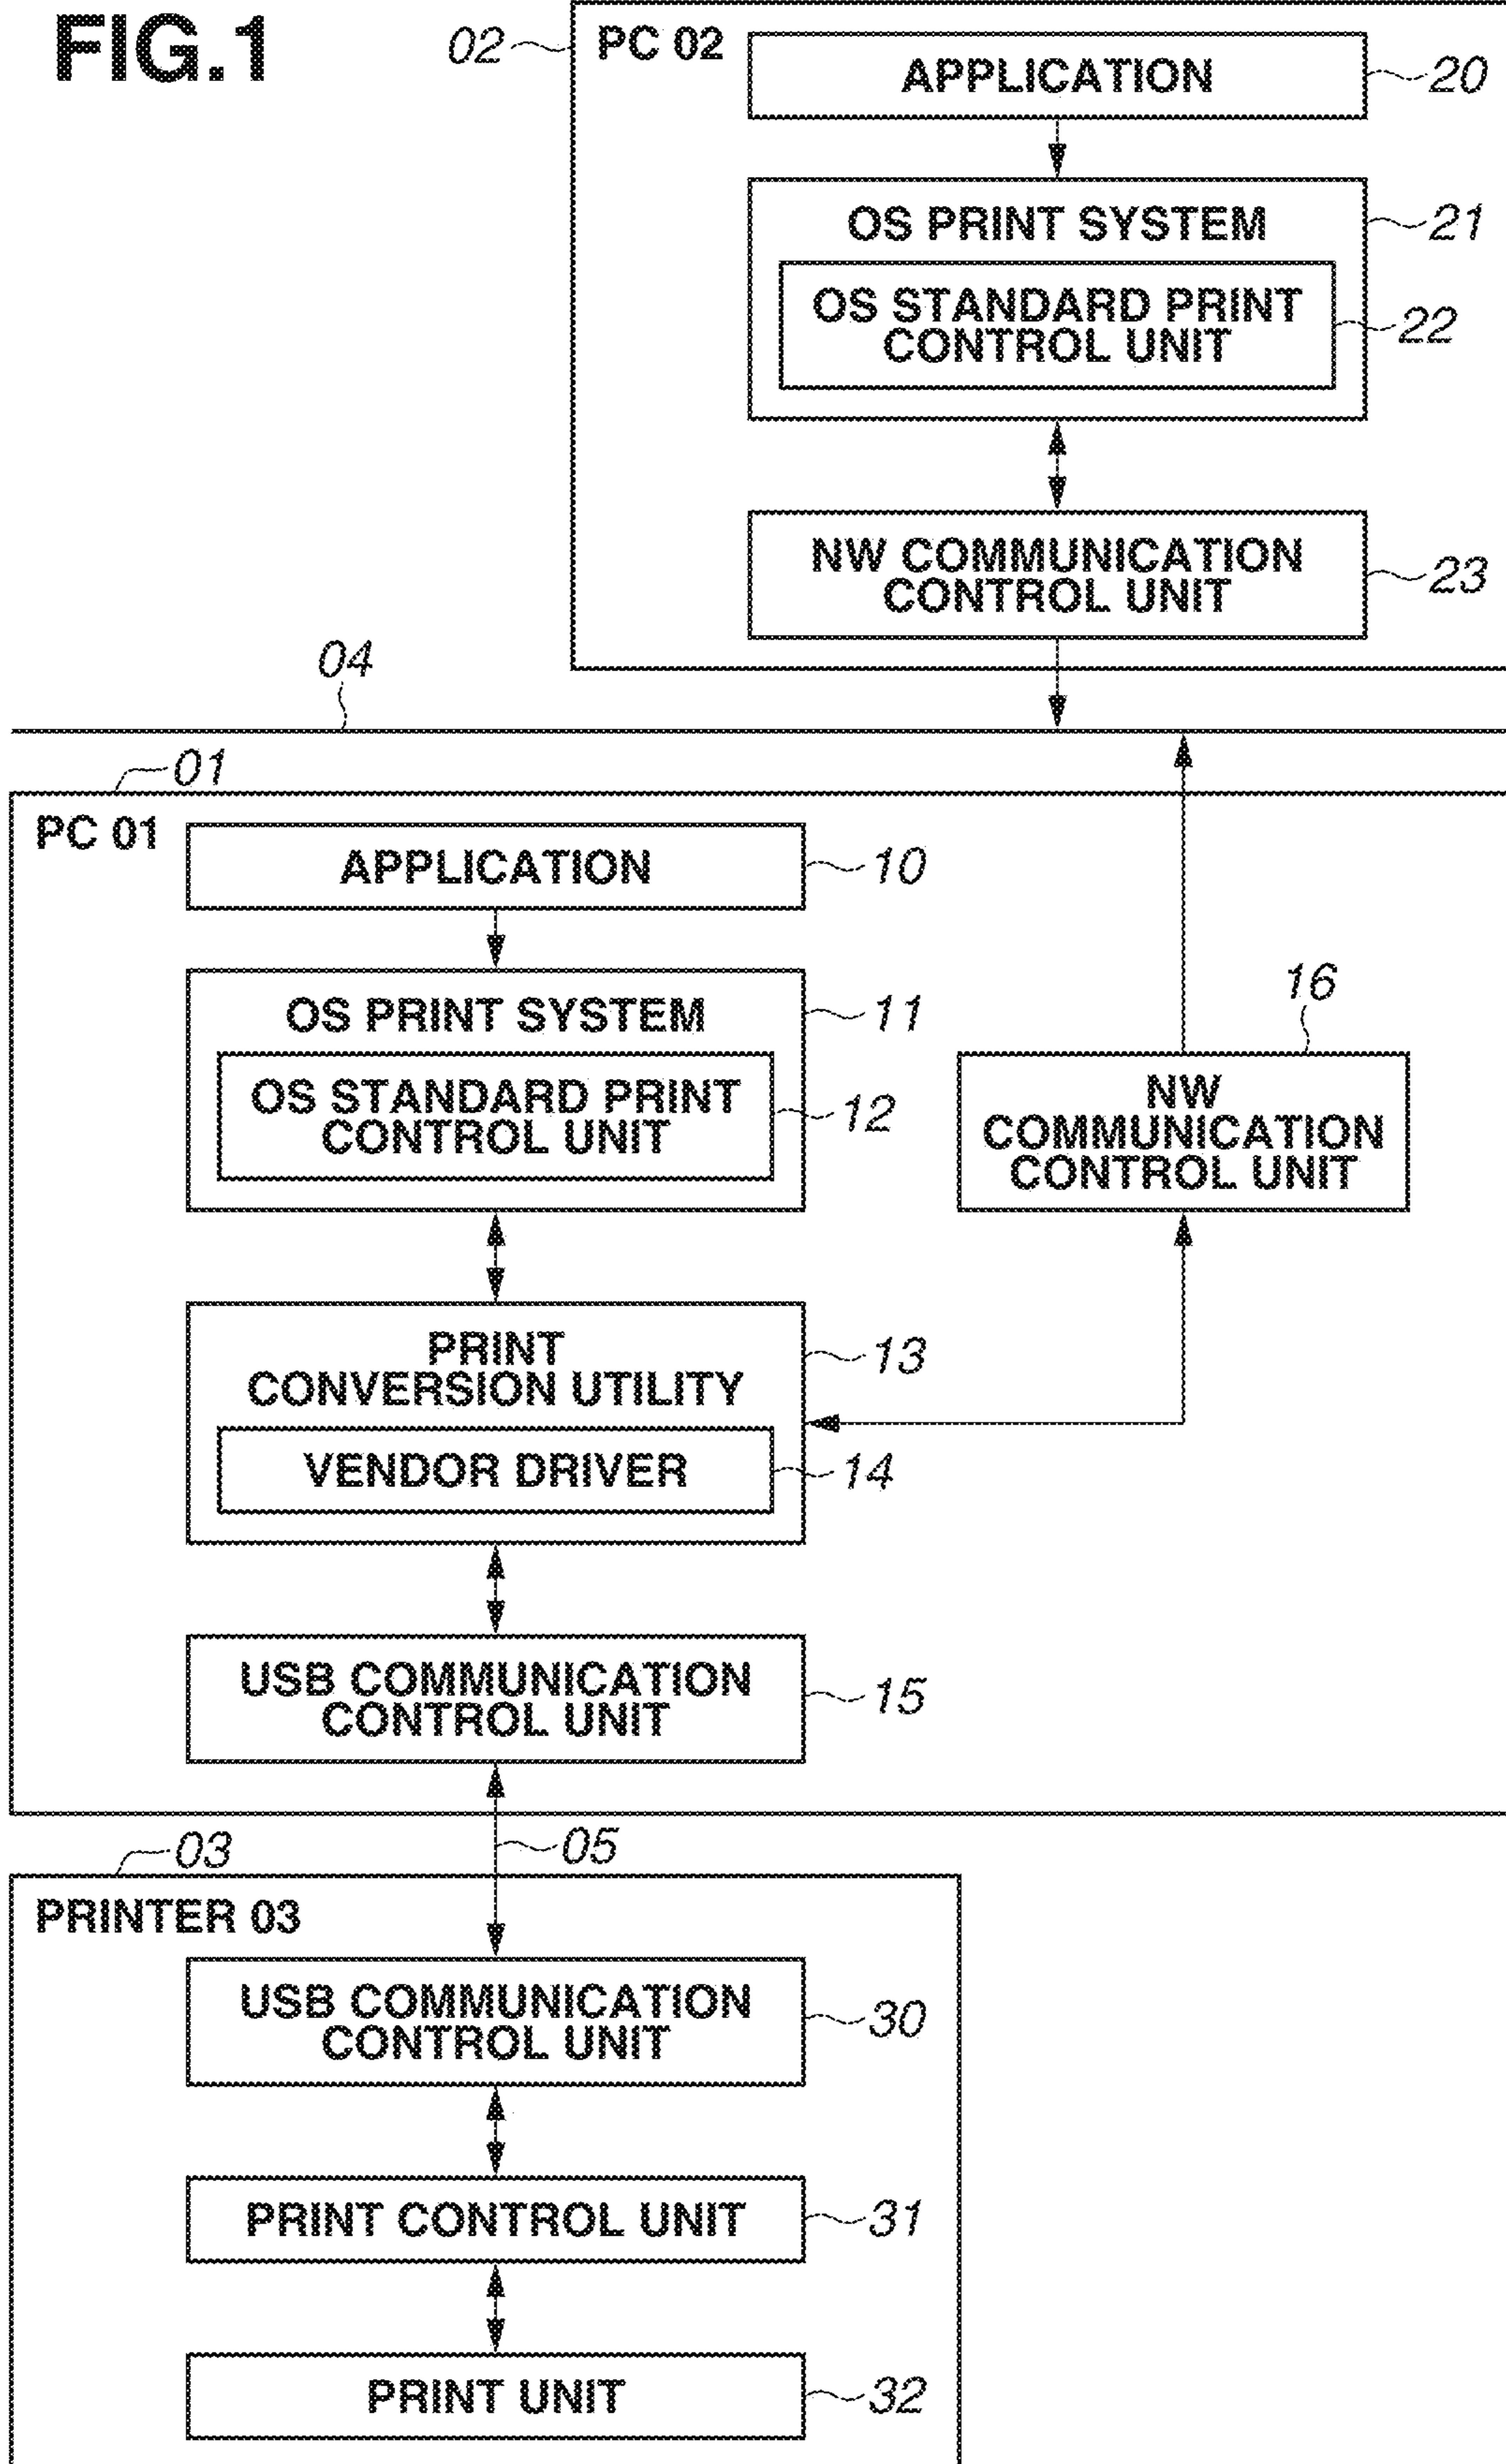 FIG.1
02
PC 02
APPLICATION
20
OS PRINT SYSTEM
21
OS STANDARD PRINT
CONTROL UNIT
22
NW COMMUNICATION
CONTROL UNIT
23
04
01
PC 01
APPLICATION
10
OS PRINT SYSTEM
11
OS STANDARD PRINT
CONTROL UNIT
12
16
NW
COMMUNICATION
CONTROL UNIT
PRINT
CONVERSION UTILITY
13
VENDOR DRIVER
14
USB COMMUNICATION
CONTROL UNIT
15
05
03
PRINTER 03
USB COMMUNICATION
CONTROL UNIT
30
PRINT CONTROL UNIT
31
PRINT UNIT
32